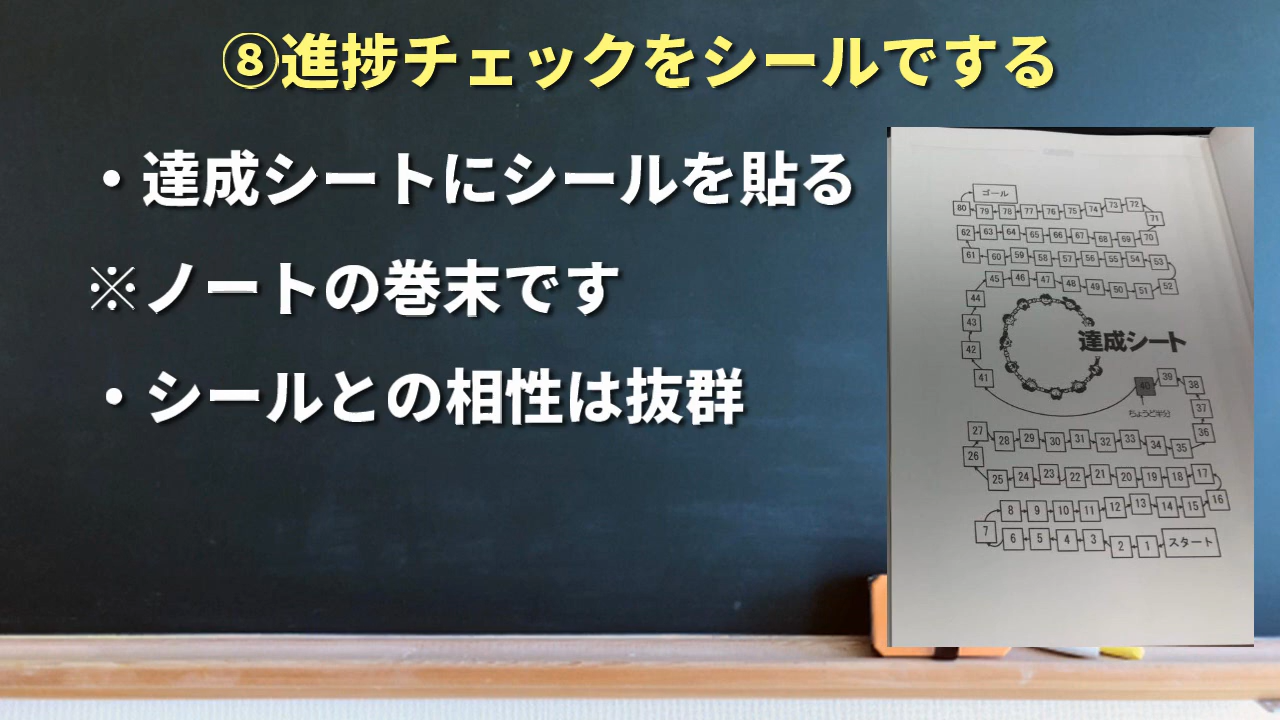 ⑧進捗チェックをシールでする
・達成シートにシールを貼る
※ノートの巻末です
・シールとの相性は抜群
ゴール
80 79 78 77 76 75 74 73 72
71
62 63 64 65 66 67 68 69 70
61 60 59 58 57 56 55 54 53
45 46 47 48 49 50 51 52
44
43
達成シート
42
41
40 39 38
ちょうど半分
37
36
27 28 29 30 31 32 33 34 35
26
25 24 23 22 21 20 19 18 17
16
8 9 10 11 12 13 14 15
7
6 5 4 3 2 1 スタート